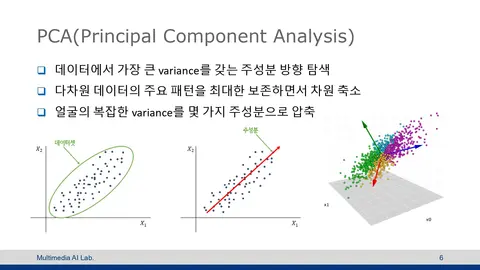 PCA(Principal Component Analysis)
데이터에서 가장 큰 variance를 갖는 주성분 방향 탐색
다차원 데이터의 주요 패턴을 최대한 보존하면서 차원 축소
얼굴의 복잡한 variance를 몇 가지 주성분으로 압축
X2
데이터셋
X1
X2
주성분
X1
x1
x0
Multimedia AI Lab.
6